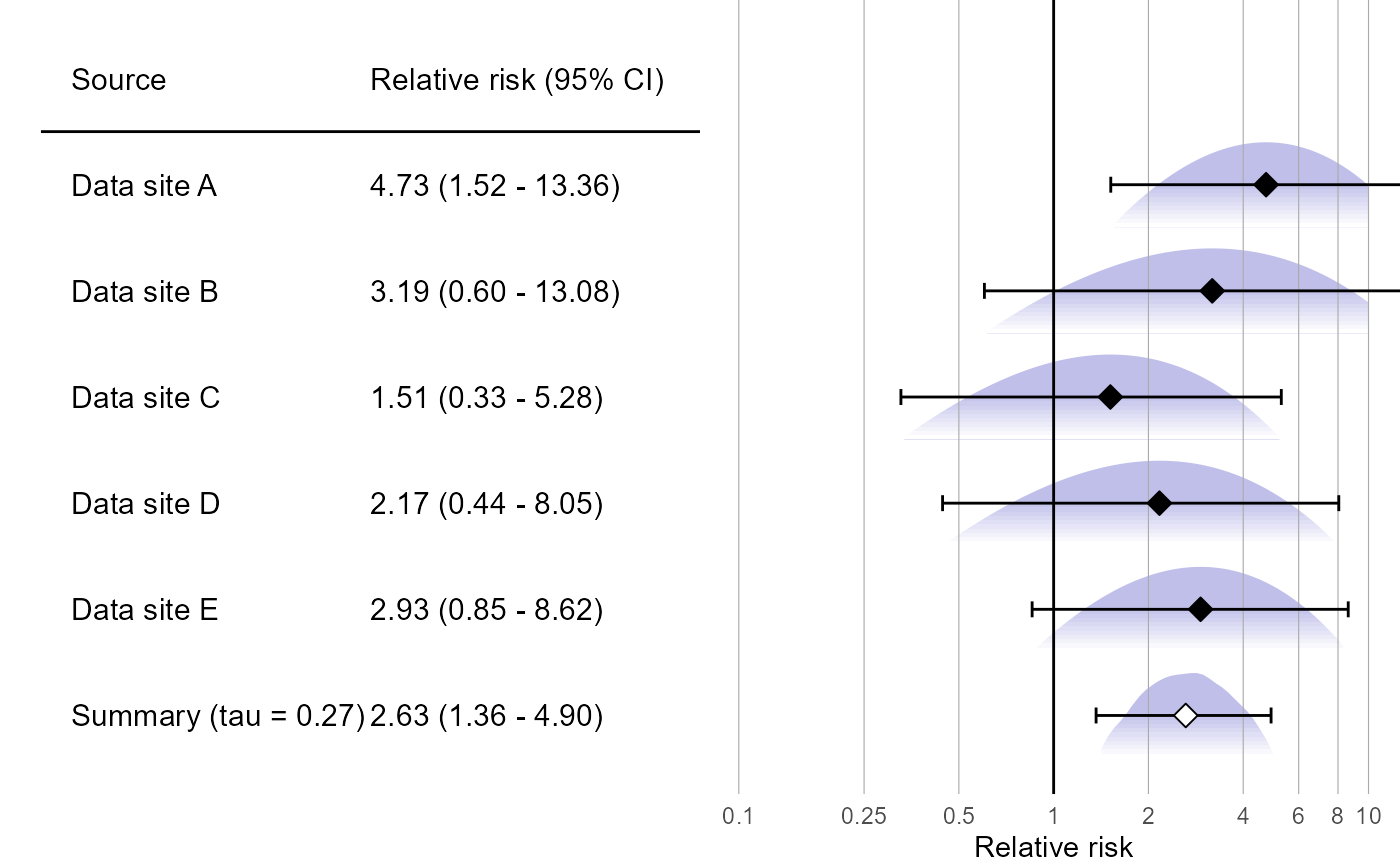 Source Relative risk (95% CI)
Data site A 4.73 (1.52 - 13.36)
Data site B 3.19 (0.60 - 13.08)
Data site C 1.51 (0.33 - 5.28)
Data site D 2.17 (0.44 - 8.05)
Data site E 2.93 (0.85 - 8.62)
Summary (tau = 0.27) 2.63 (1.36 - 4.90)
0.1 0.25 0.5 1 2 4 6 8 10
Relative risk